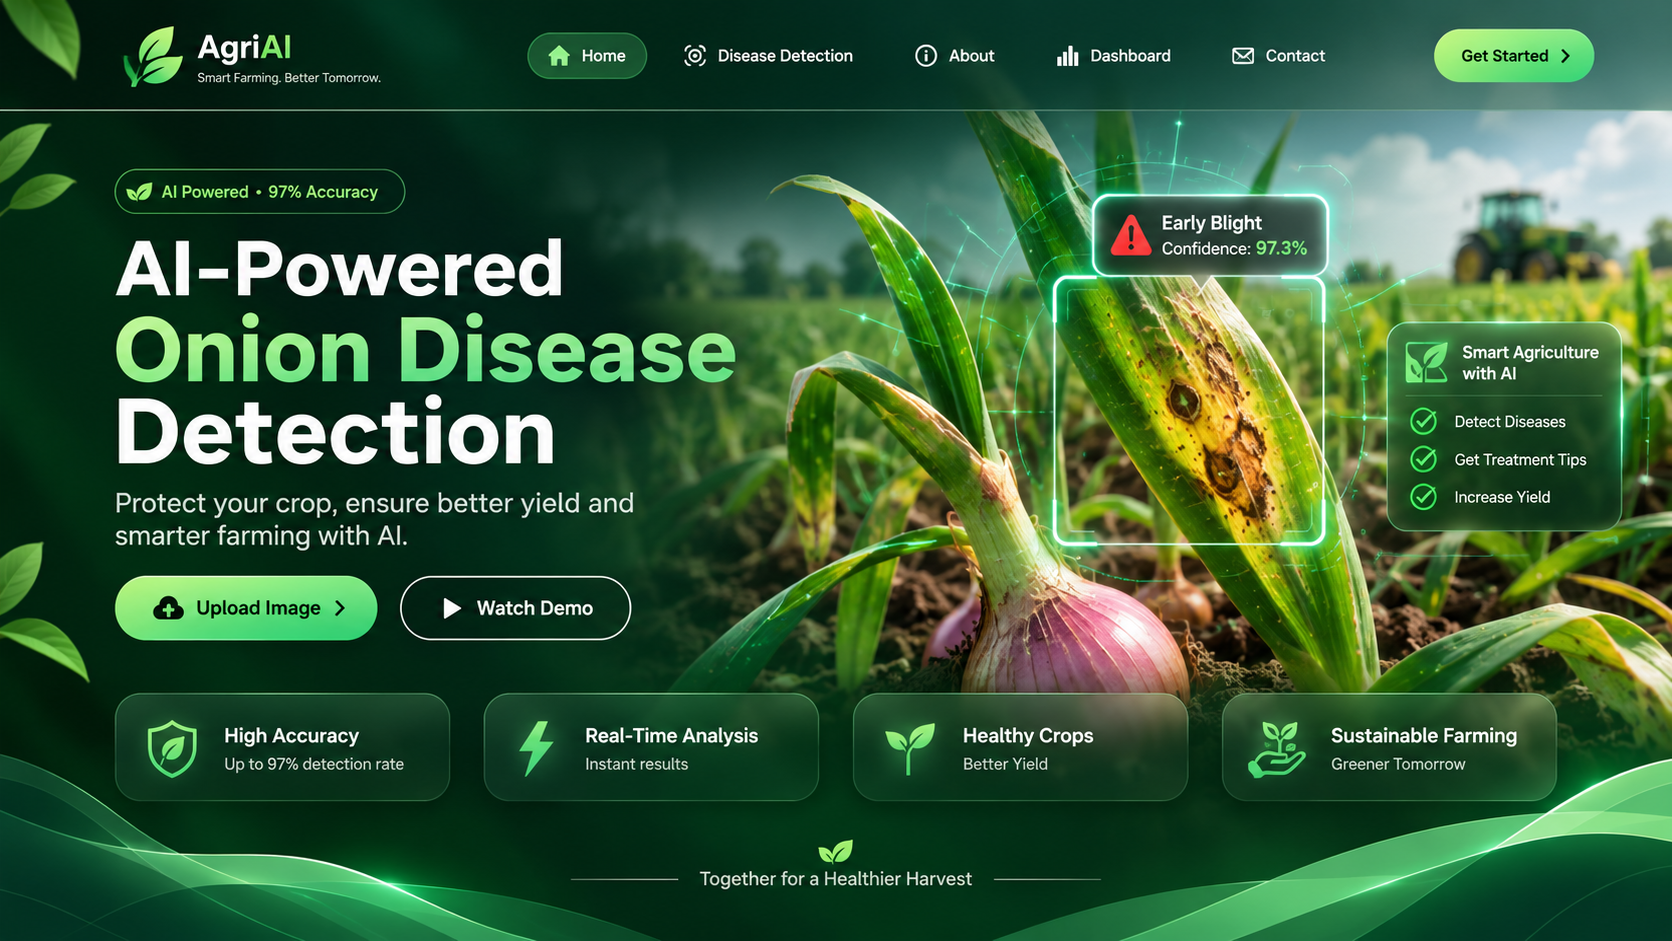 AgriAI
Smart Farming. Better Tomorrow.
Home
Disease Detection
About
Dashboard
Contact
Get Started
AI Powered • 97% Accuracy
AI-Powered
Onion Disease
Detection
Protect your crop, ensure better yield and
smarter farming with AI.
Upload Image
Watch Demo
Early Blight
Confidence: 97.3%
Smart Agriculture
with AI
Detect Diseases
Get Treatment Tips
Increase Yield
High Accuracy
Up to 97% detection rate
Real-Time Analysis
Instant results
Healthy Crops
Better Yield
Sustainable Farming
Greener Tomorrow
Together for a Healthier Harvest